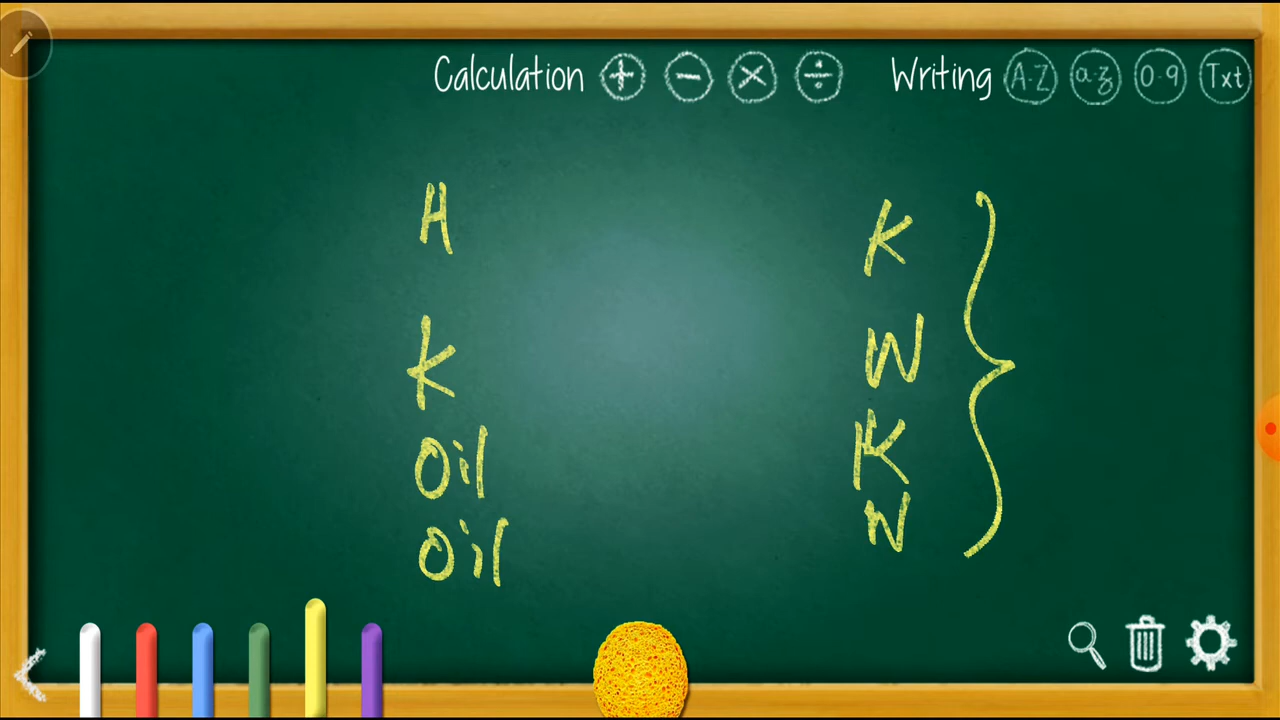 Calculation + − × ÷ Writing A-Z a-z 0-9 Txt
H K
K W
Oil K
Oil N